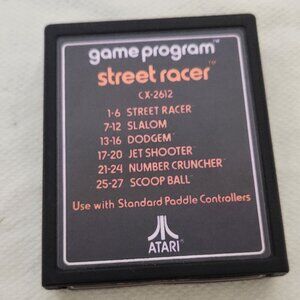 game program™
street racer™
CX-2612
1-6 STREET RACER
7-12 SLALOM
13-16 DODGEM
17-20 JET SHOOTER
21-24 NUMBER CRUNCHER
25-27 SCOOP BALL
Use with Standard Paddle Controllers
ATARI